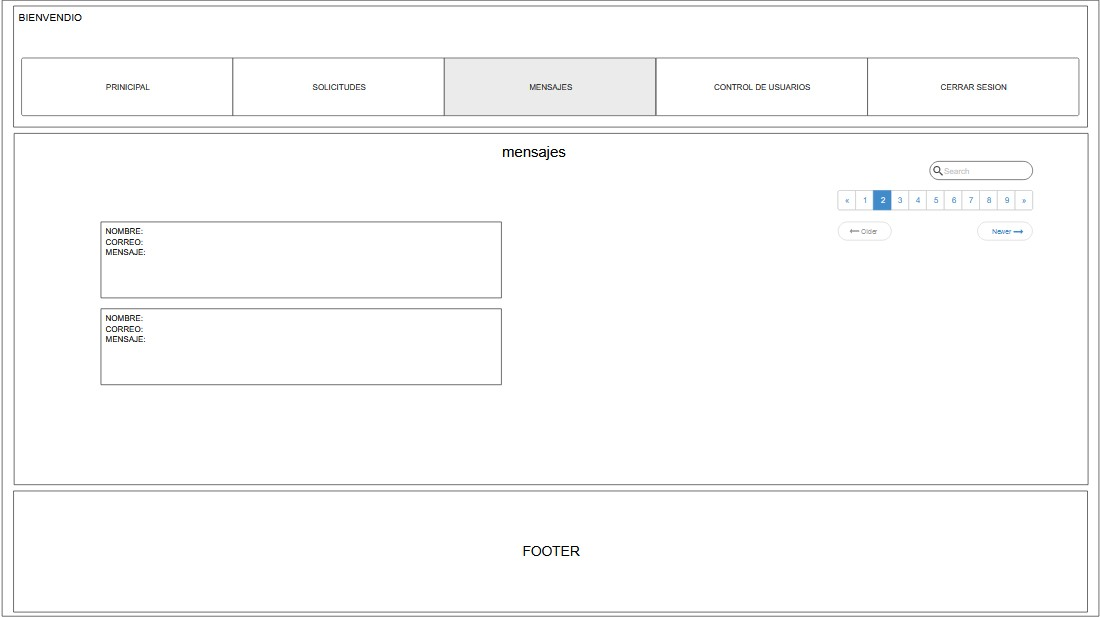 BIENVENDIO
PRINICIPAL
SOLICITUDES
MENSAJES
CONTROL DE USUARIOS
CERRAR SESION
mensajes
Search
« 1 2 3 4 5 6 7 8 9 »
Older
Newer
NOMBRE:
CORREO:
MENSAJE:
NOMBRE:
CORREO:
MENSAJE:
FOOTER